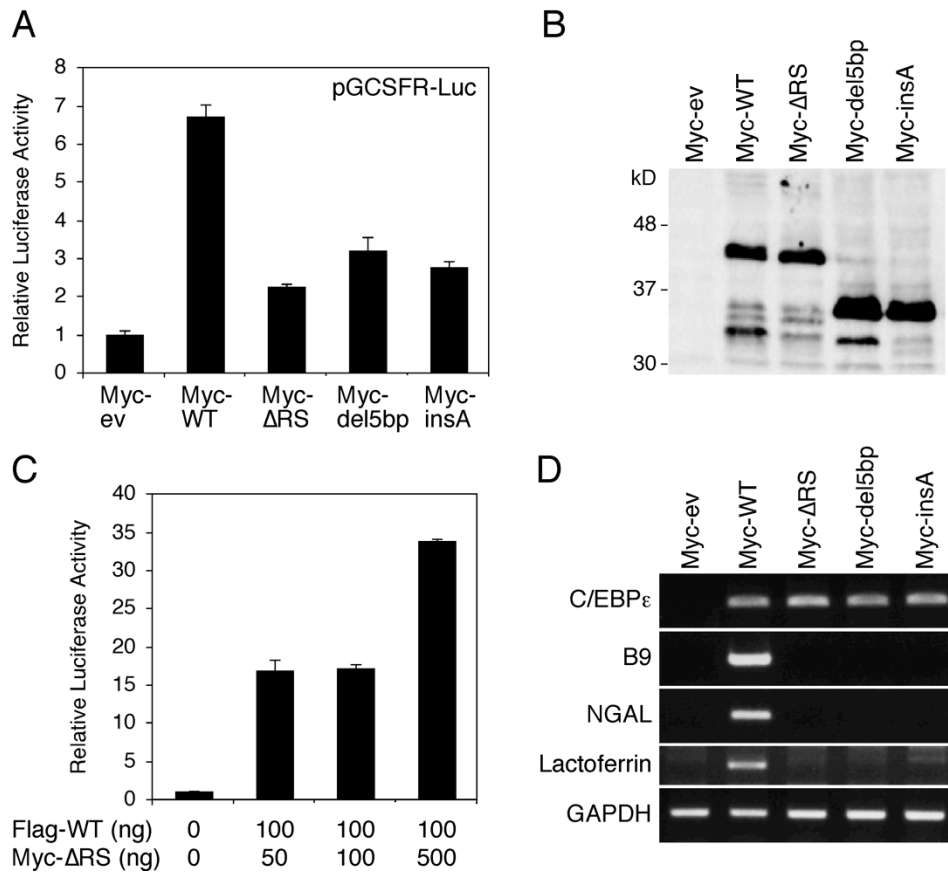 A
pGCSFR-Luc
Relative Luciferase Activity
8
7
6
5
4
3
2
1
0
Myc-ev
Myc-WT
Myc-ΔRS
Myc-del5bp
Myc-insA
B
Myc-ev
Myc-WT
Myc-ΔRS
Myc-del5bp
Myc-insA
kD
48
37
30
C
Relative Luciferase Activity
40
35
30
25
20
15
10
5
0
Flag-WT (ng) 0 100 100 100
Myc-ΔRS (ng) 0 50 100 500
D
Myc-ev
Myc-WT
Myc-ΔRS
Myc-del5bp
Myc-insA
C/EBPε
B9
NGAL
Lactoferrin
GAPDH